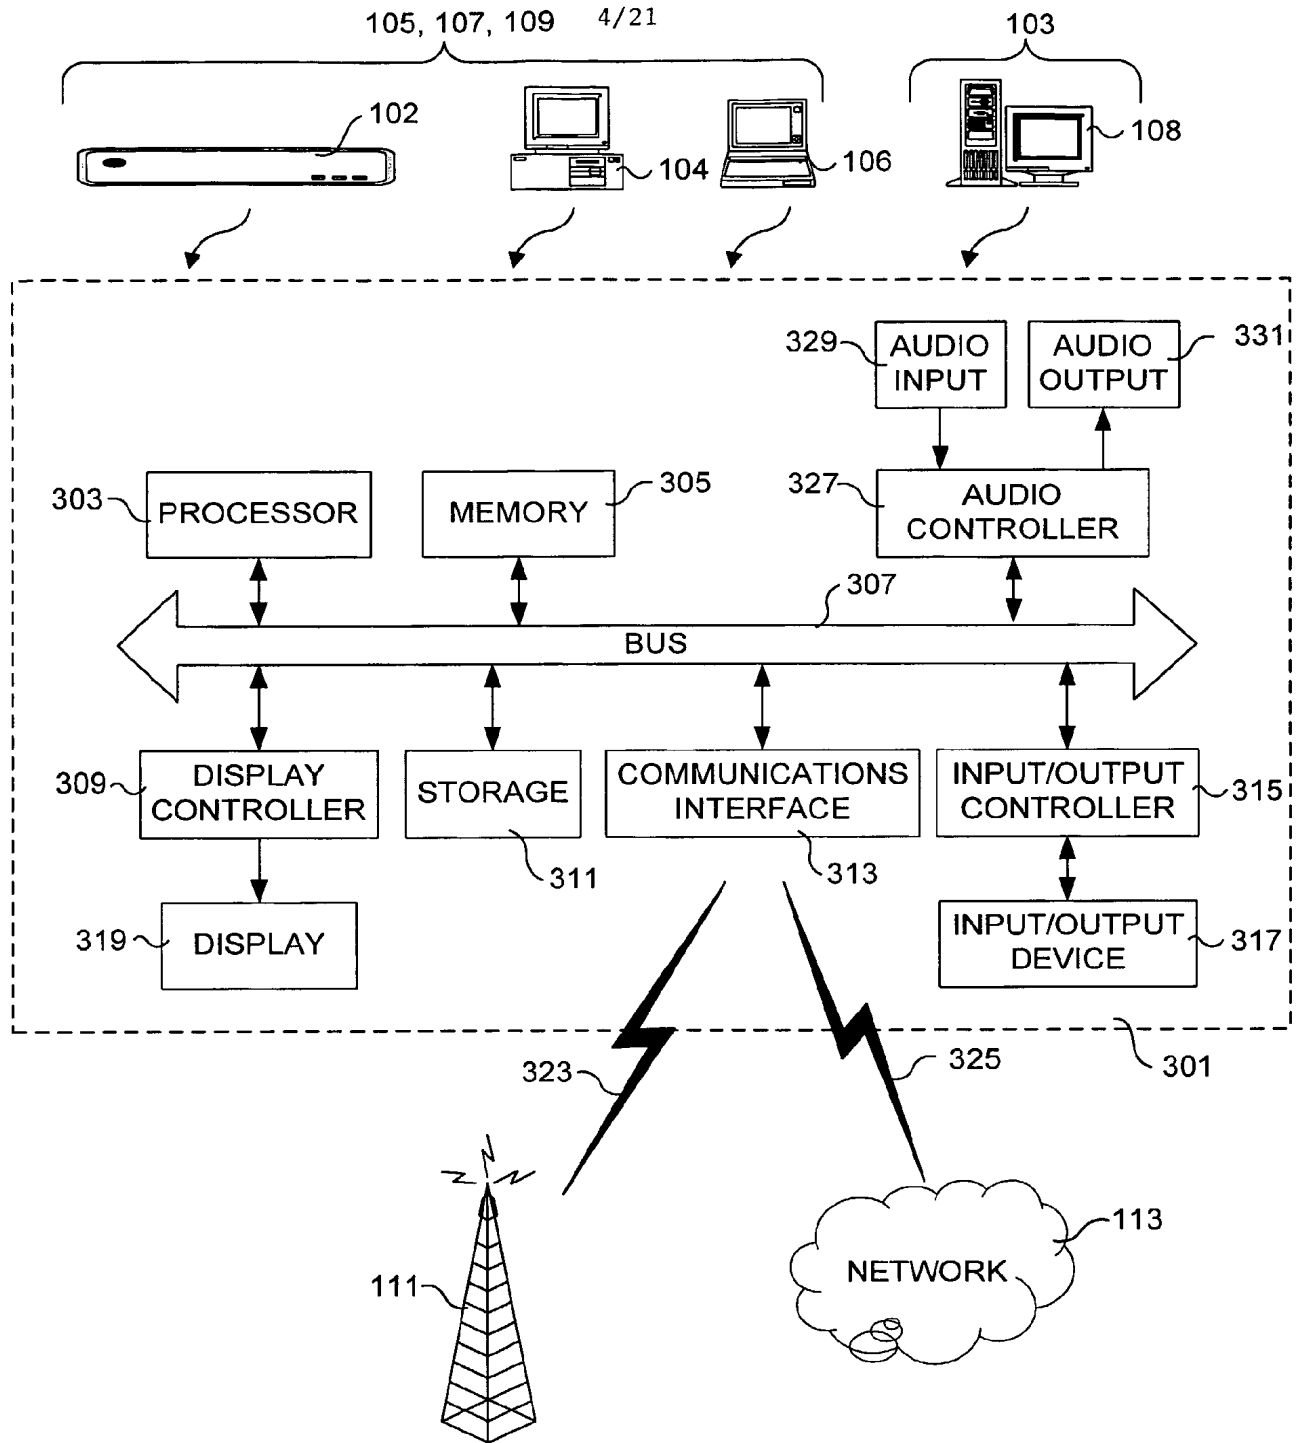 105, 107, 109
4/21
103
102
104
106
108
329
AUDIO
INPUT
AUDIO
OUTPUT
331
303
PROCESSOR
MEMORY
305
327
AUDIO
CONTROLLER
307
BUS
309
DISPLAY
CONTROLLER
STORAGE
311
COMMUNICATIONS
INTERFACE
313
INPUT/OUTPUT
CONTROLLER
315
319
DISPLAY
INPUT/OUTPUT
DEVICE
317
323
325
301
111
NETWORK
113